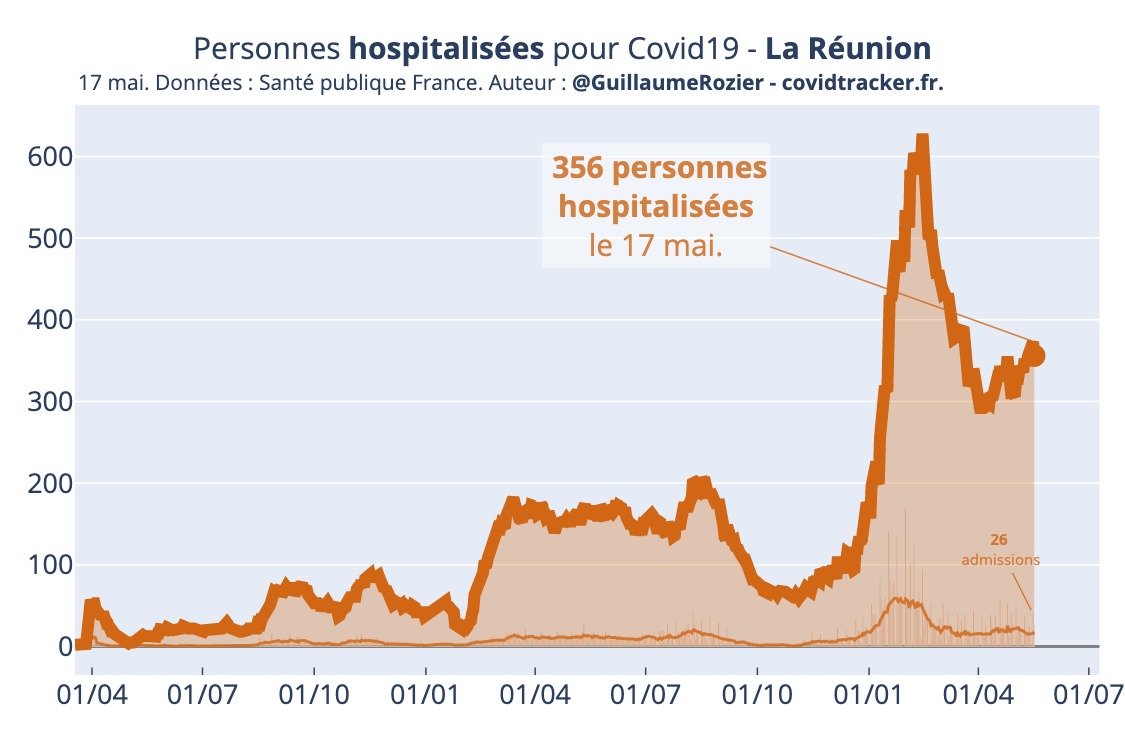 Personnes hospitalisées pour Covid19 - La Réunion
17 mai. Données : Santé publique France. Auteur : @GuillaumeRozier - covidtracker.fr.
600
500
400
300
200
100
0
356 personnes
hospitalisées
le 17 mai.
26
admissions
01/04 01/07 01/10 01/01 01/04 01/07 01/10 01/01 01/04 01/07